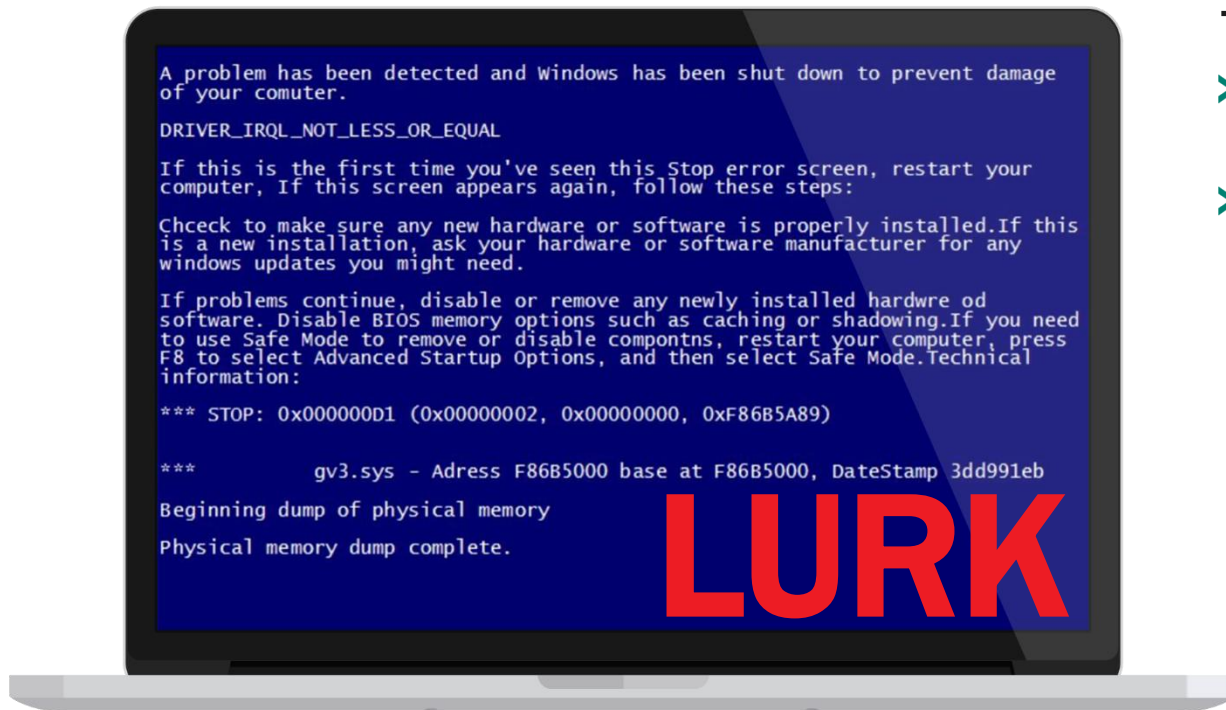 A problem has been detected and Windows has been shut down to prevent damage
of your comuter.
DRIVER_IRQL_NOT_LESS_OR_EQUAL
If this is the first time you've seen this Stop error screen, restart your
computer, If this screen appears again, follow these steps:
Chceck to make sure any new hardware or software is properly installed.If this
is a new installation, ask your hardware or software manufacturer for any
windows updates you might need.
If problems continue, disable or remove any newly installed hardwre od
software. Disable BIOS memory options such as caching or shadowing.If you need
to use Safe Mode to remove or disable compontns, restart your computer, press
F8 to select Advanced Startup Options, and then select Safe Mode.Technical
information:
*** STOP: 0x000000D1 (0x00000002, 0x00000000, 0xF86B5A89)
*** gv3.sys - Adress F86B5000 base at F86B5000, DateStamp 3dd991eb
Beginning dump of physical memory
Physical memory dump complete.
LURK